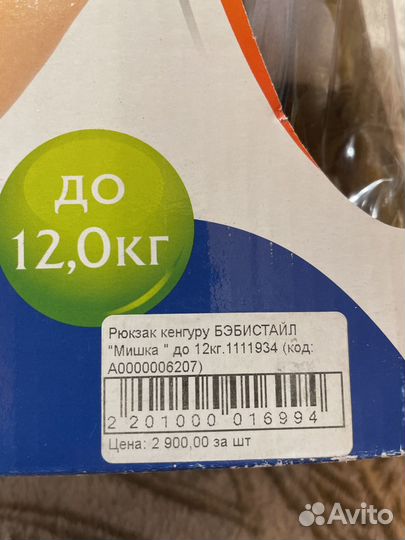 ДО
12,0КГ
Рюкзак кенгуру БЭБИСТАЙЛ
"Мишка " до 12кг.1111934 (код:
А0000006207)
2 201000 016994
Цена: 2 900,00 за шт
Avito